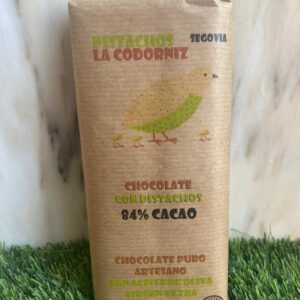 PISTACHOS
SEGOVIA
LA CODORNIZ
CHOCOLATE
CON PISTACHOS
84% CACAO
CHOCOLATE PURO
ARTESANO
CON ACEITE DE OLIVA
VIRGEN EXTRA